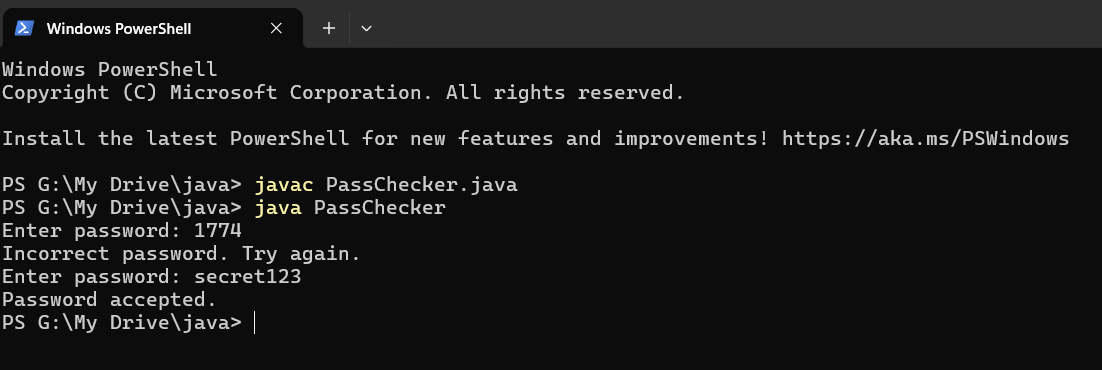 Windows PowerShell
Windows PowerShell
Copyright (C) Microsoft Corporation. All rights reserved.
Install the latest PowerShell for new features and improvements! https://aka.ms/PSWindows
PS G:\My Drive\java> javac PassChecker.java
PS G:\My Drive\java> java PassChecker
Enter password: 1774
Incorrect password. Try again.
Enter password: secret123
Password accepted.
PS G:\My Drive\java>